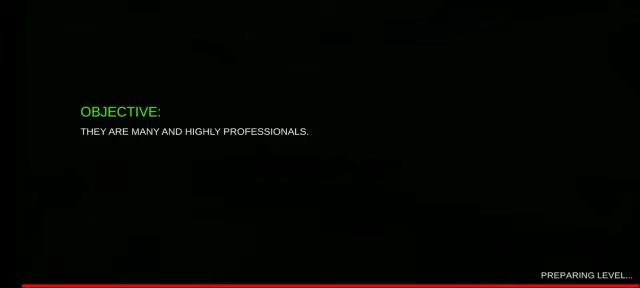 OBJECTIVE:
THEY ARE MANY AND HIGHLY PROFESSIONALS.
PREPARING LEVEL...